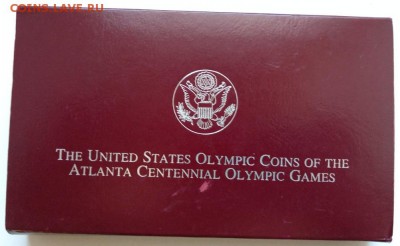 COINS.LAVE.RU
THE UNITED STATES OLYMPIC COINS OF THE
ATLANTA CENTENNIAL OLYMPIC GAMES